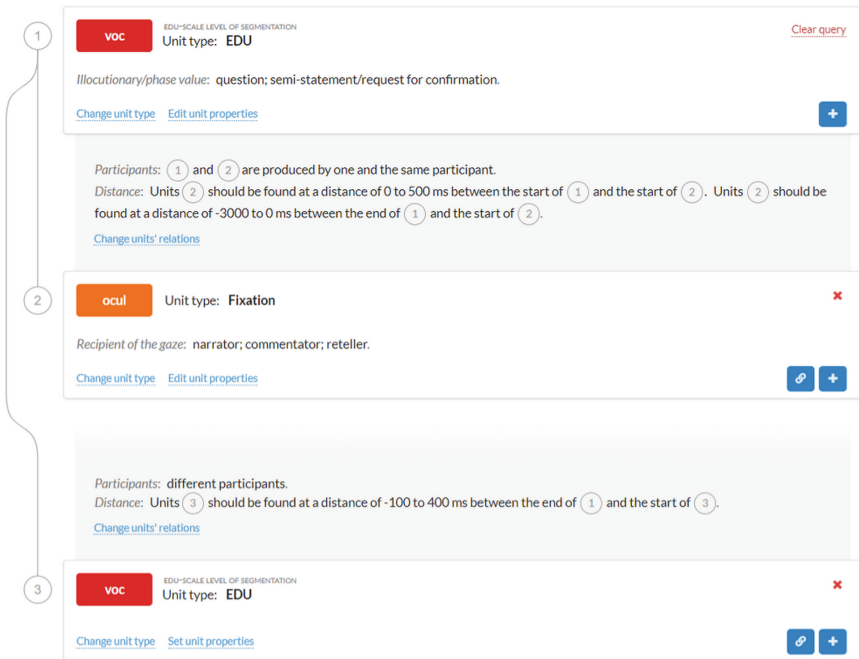 1
voc
EDU-SCALE LEVEL OF SEGMENTATION
Unit type: EDU
Clear query
Illocutionary/phase value: question; semi-statement/request for confirmation.
Change unit type Edit unit properties
+
Participants: 1 and 2 are produced by one and the same participant.
Distance: Units 2 should be found at a distance of 0 to 500 ms between the start of 1 and the start of 2. Units 2 should be
found at a distance of -3000 to 0 ms between the end of 1 and the start of 2.
Change units' relations
2
ocul
Unit type: Fixation
Recipient of the gaze: narrator; commentator; reteller.
Change unit type Edit unit properties
+
Participants: different participants.
Distance: Units 3 should be found at a distance of -100 to 400 ms between the end of 1 and the start of 3.
Change units' relations
3
voc
EDU-SCALE LEVEL OF SEGMENTATION
Unit type: EDU
Change unit type Set unit properties
+